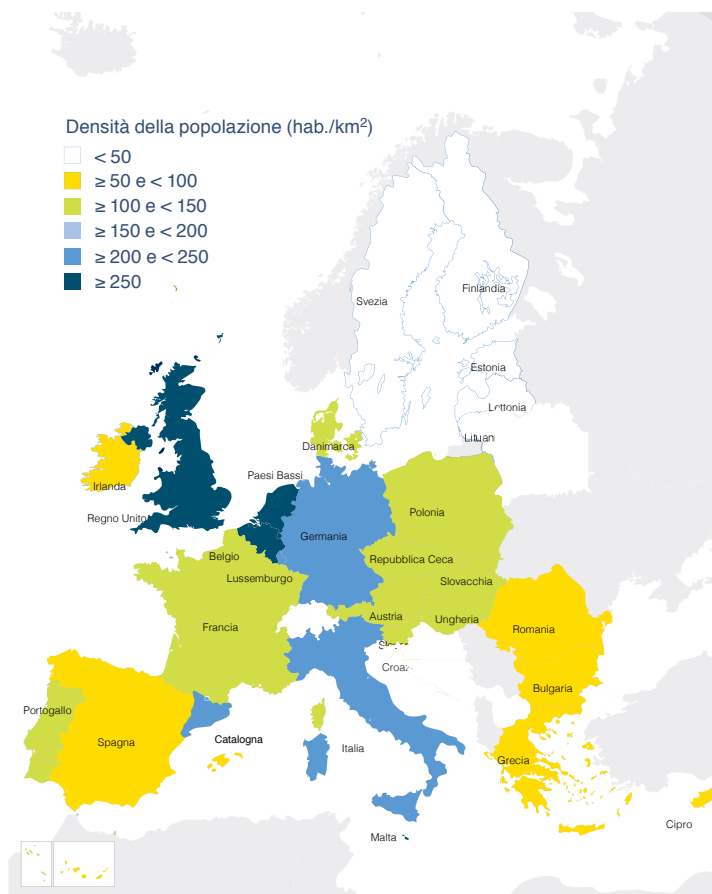 Densità della popolazione (hab./km²)
< 50
≥ 50 e < 100
≥ 100 e < 150
≥ 150 e < 200
≥ 200 e < 250
≥ 250
Svezia
Finlandia
Estonia
Lettonia
Lituan
Danimarca
Irlanda
Paesi Bassi
Regno Unito
Germania
Polonia
Belgio
Repubblica Ceca
Lussemburgo
Slovacchia
Francia
Austria
Ungheria
Romania
Croaz
Bulgaria
Portogallo
Spagna
Catalogna
Italia
Grecia
Malta
Cipro